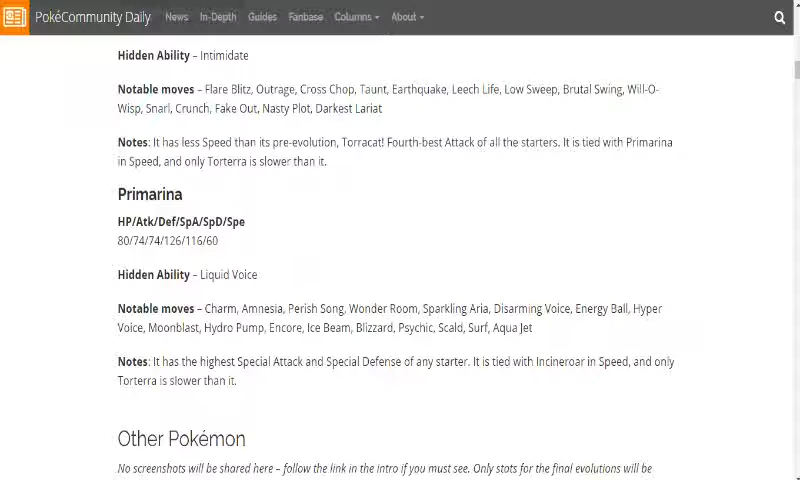 PokéCommunity Daily News In-Depth Guides Fanbase Columns About
Hidden Ability – Intimidate
Notable moves – Flare Blitz, Outrage, Cross Chop, Taunt, Earthquake, Leech Life, Low Sweep, Brutal Swing, Will-O-
Wisp, Snarl, Crunch, Fake Out, Nasty Plot, Darkest Lariat
Notes: It has less Speed than its pre-evolution, Torracat! Fourth-best Attack of all the starters. It is tied with Primarina
in Speed, and only Torterra is slower than it.
Primarina
HP/Atk/Def/SpA/SpD/Spe
80/74/74/126/116/60
Hidden Ability – Liquid Voice
Notable moves – Charm, Amnesia, Perish Song, Wonder Room, Sparkling Aria, Disarming Voice, Energy Ball, Hyper
Voice, Moonblast, Hydro Pump, Encore, Ice Beam, Blizzard, Psychic, Scald, Surf, Aqua Jet
Notes: It has the highest Special Attack and Special Defense of any starter. It is tied with Incineroar in Speed, and only
Torterra is slower than it.
Other Pokémon
No screenshots will be shared here – follow the link in the intro if you must see. Only stats for the final evolutions will be